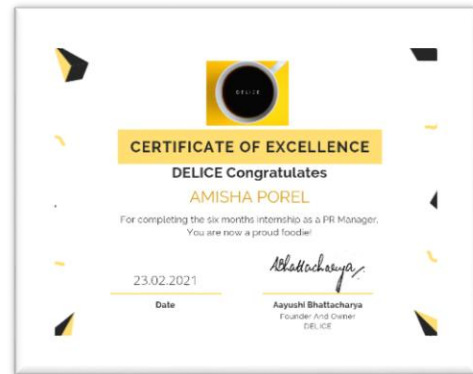 DELICE
CERTIFICATE OF EXCELLENCE
DELICE Congratulates
AMISHA POREL
For completing the six months internship as a PR Manager.
You are now a proud foodie!
ABhattacharya
23.02.2021
Date
Aayushi Bhattacharya
Founder And Owner
DELICE